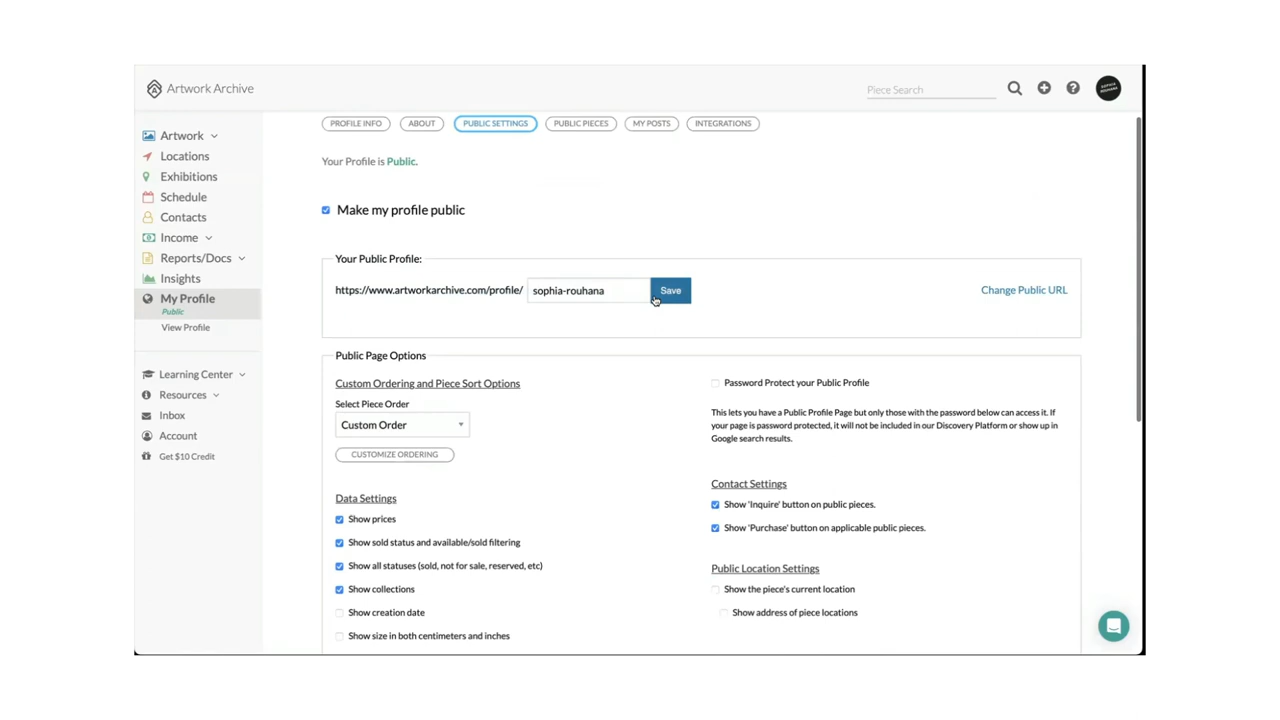 Artwork Archive
Piece Search
SOPHIA
ROUHANA
Artwork
Locations
Exhibitions
Schedule
Contacts
Income
Reports/Docs
Insights
My Profile
Public
View Profile
Learning Center
Resources
Inbox
Account
Get $10 Credit
PROFILE INFO
ABOUT
PUBLIC SETTINGS
PUBLIC PIECES
MY POSTS
INTEGRATIONS
Your Profile is Public.
Make my profile public
Your Public Profile:
https://www.artworkarchive.com/profile/ sophia-rouhana Save
Change Public URL
Public Page Options
Custom Ordering and Piece Sort Options
Select Piece Order
Custom Order
CUSTOMIZE ORDERING
Data Settings
Show prices
Show sold status and available/sold filtering
Show all statuses (sold, not for sale, reserved, etc)
Show collections
Show creation date
Show size in both centimeters and inches
Password Protect your Public Profile
This lets you have a Public Profile Page but only those with the password below can access it. If
your page is password protected, it will not be included in our Discovery Platform or show up in
Google search results.
Contact Settings
Show 'Inquire' button on public pieces.
Show 'Purchase' button on applicable public pieces.
Public Location Settings
Show the piece's current location
Show address of piece locations